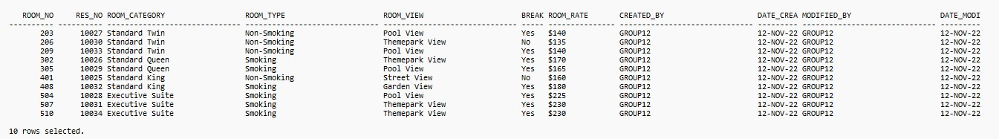 ROOM_NO RES_NO ROOM_CATEGORY ROOM_TYPE ROOM_VIEW BREAK ROOM_RATE CREATED_BY DATE_CREA MODIFIED_BY DATE_MODI
203 10027 Standard Twin Non-Smoking Pool View Yes $140 GROUP12 12-NOV-22 GROUP12 12-NOV-22
206 10030 Standard Twin Non-Smoking Themepark View No $135 GROUP12 12-NOV-22 GROUP12 12-NOV-22
209 10033 Standard Twin Non-Smoking Pool View Yes $140 GROUP12 12-NOV-22 GROUP12 12-NOV-22
302 10026 Standard Queen Smoking Themepark View Yes $170 GROUP12 12-NOV-22 GROUP12 12-NOV-22
305 10029 Standard Queen Smoking Pool View Yes $165 GROUP12 12-NOV-22 GROUP12 12-NOV-22
401 10025 Standard King Non-Smoking Street View No $160 GROUP12 12-NOV-22 GROUP12 12-NOV-22
408 10032 Standard King Smoking Garden View Yes $180 GROUP12 12-NOV-22 GROUP12 12-NOV-22
504 10028 Executive Suite Smoking Pool View Yes $225 GROUP12 12-NOV-22 GROUP12 12-NOV-22
507 10031 Executive Suite Smoking Themepark View Yes $230 GROUP12 12-NOV-22 GROUP12 12-NOV-22
510 10034 Executive Suite Smoking Themepark View Yes $230 GROUP12 12-NOV-22 GROUP12 12-NOV-22
10 rows selected.